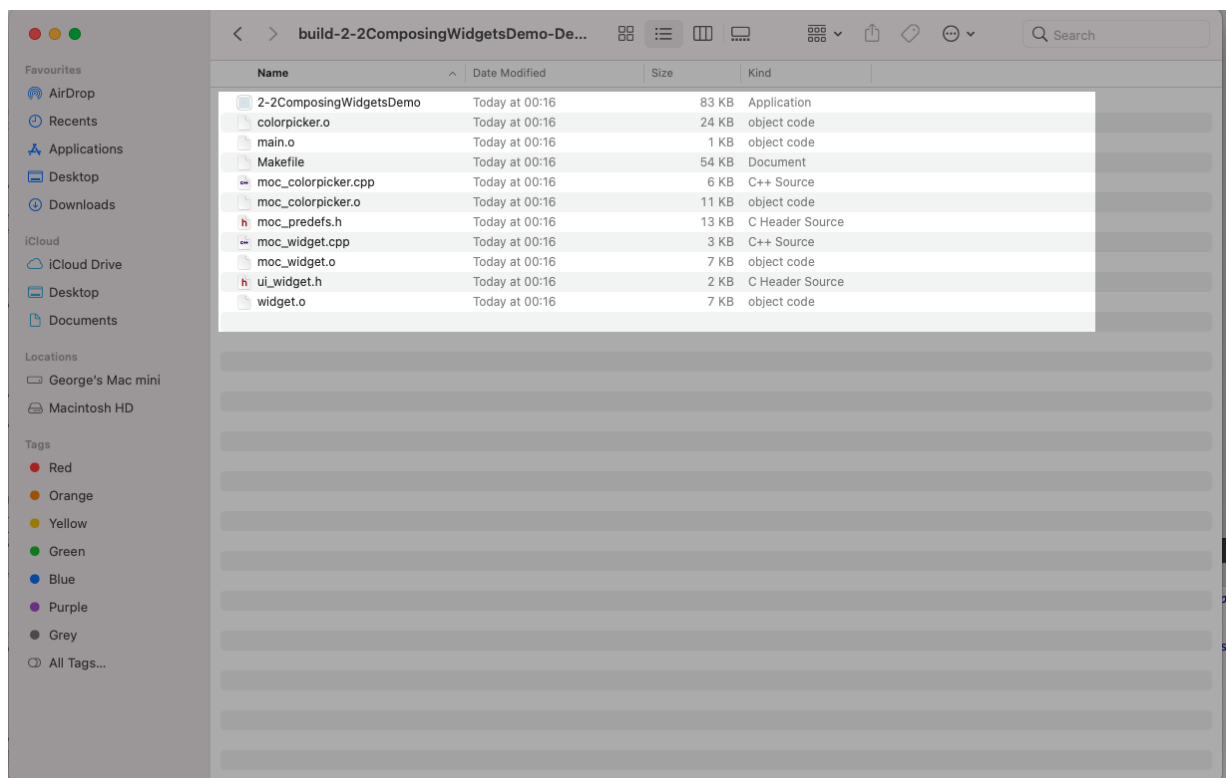 build-2-2ComposingWidgetsDemo-De...
Search
Favourites
AirDrop
Recents
Applications
Desktop
Downloads
iCloud
iCloud Drive
Desktop
Documents
Locations
George's Mac mini
Macintosh HD
Tags
Red
Orange
Yellow
Green
Blue
Purple
Grey
All Tags...
Name Date Modified Size Kind
2-2ComposingWidgetsDemo Today at 00:16 83 KB Application
colorpicker.o Today at 00:16 24 KB object code
main.o Today at 00:16 1 KB object code
Makefile Today at 00:16 54 KB Document
moc_colorpicker.cpp Today at 00:16 6 KB C++ Source
moc_colorpicker.o Today at 00:16 11 KB object code
h moc_predefs.h Today at 00:16 13 KB C Header Source
moc_widget.cpp Today at 00:16 3 KB C++ Source
moc_widget.o Today at 00:16 7 KB object code
h ui_widget.h Today at 00:16 2 KB C Header Source
widget.o Today at 00:16 7 KB object code